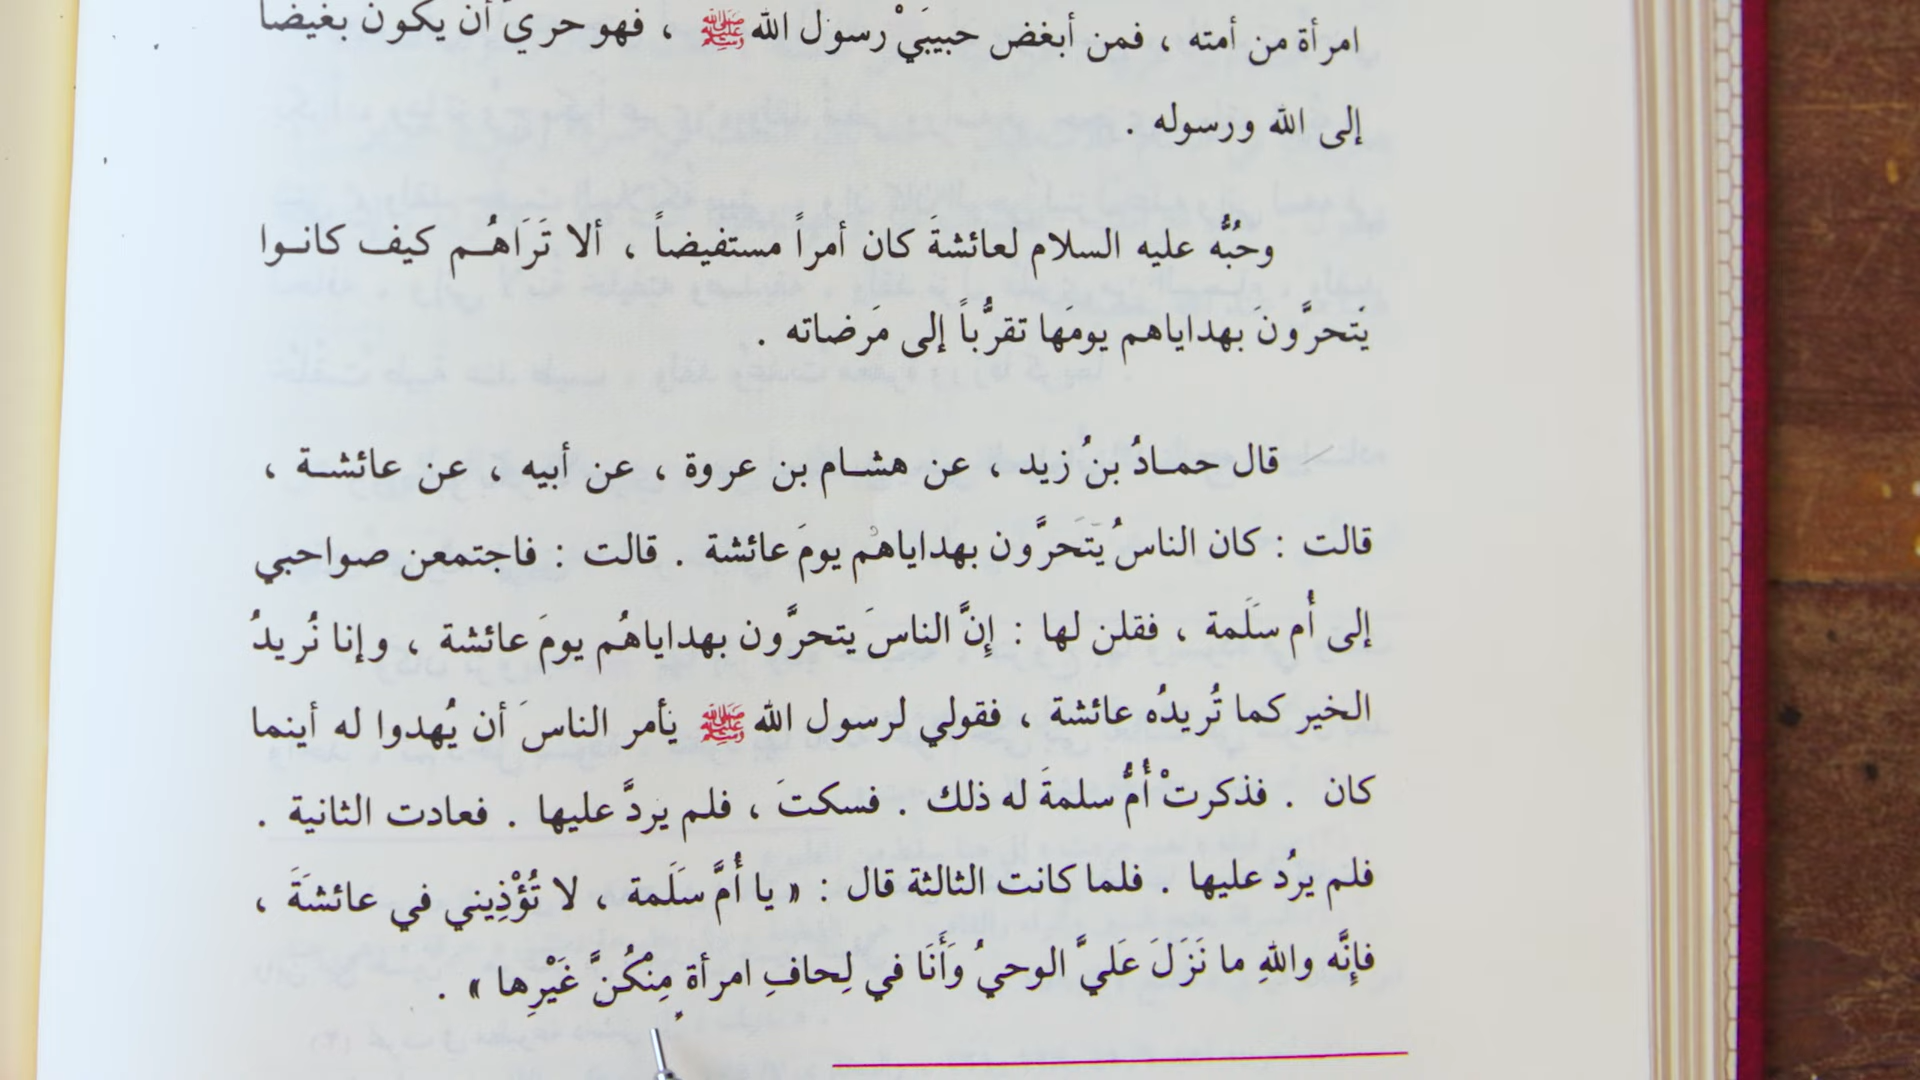 امرأة من أمته ، فمن أبغض حبيبَيْ رسول الله ﷺ ، فهو حريّ أن يكون بغيضاً
إلى الله ورسوله .
وحُبُّه عليه السلام لعائشةَ كان أمراً مستفيضاً ، ألا تَرَاهُم كيف كانوا
يَتحرَّونَ بهداياهم يومَها تقرُّباً إلى مَرضاته .
قال حمادُ بنُ زيد ، عن هشام بن عروة ، عن أبيه ، عن عائشة ،
قالت : كان الناسُ يَتَحرَّون بهداياهُم يومَ عائشة . قالت : فاجتمعن صواحبي
إلى أُم سَلَمة ، فقلن لها : إِنَّ الناسَ يتحرَّون بهداياهُم يومَ عائشة ، وإنا نُريدُ
الخير كما تُريدُه عائشة ، فقولي لرسول الله ﷺ يأمر الناسَ أن يُهدوا له أينما
كان . فذكرتْ أُمُّ سلمةَ له ذلك . فسكتَ ، فلم يردَّ عليها . فعادت الثانية .
فلم يرُد عليها . فلما كانت الثالثة قال : « يا أُمَّ سَلَمة ، لا تُؤْذِيني في عائشَةَ ،
فإِنَّه واللهِ ما نَزَلَ عَليَّ الوحيُ وَأَنَا في لِحافِ امرأةٍ مِنْكُنَّ غَيْرِها » .